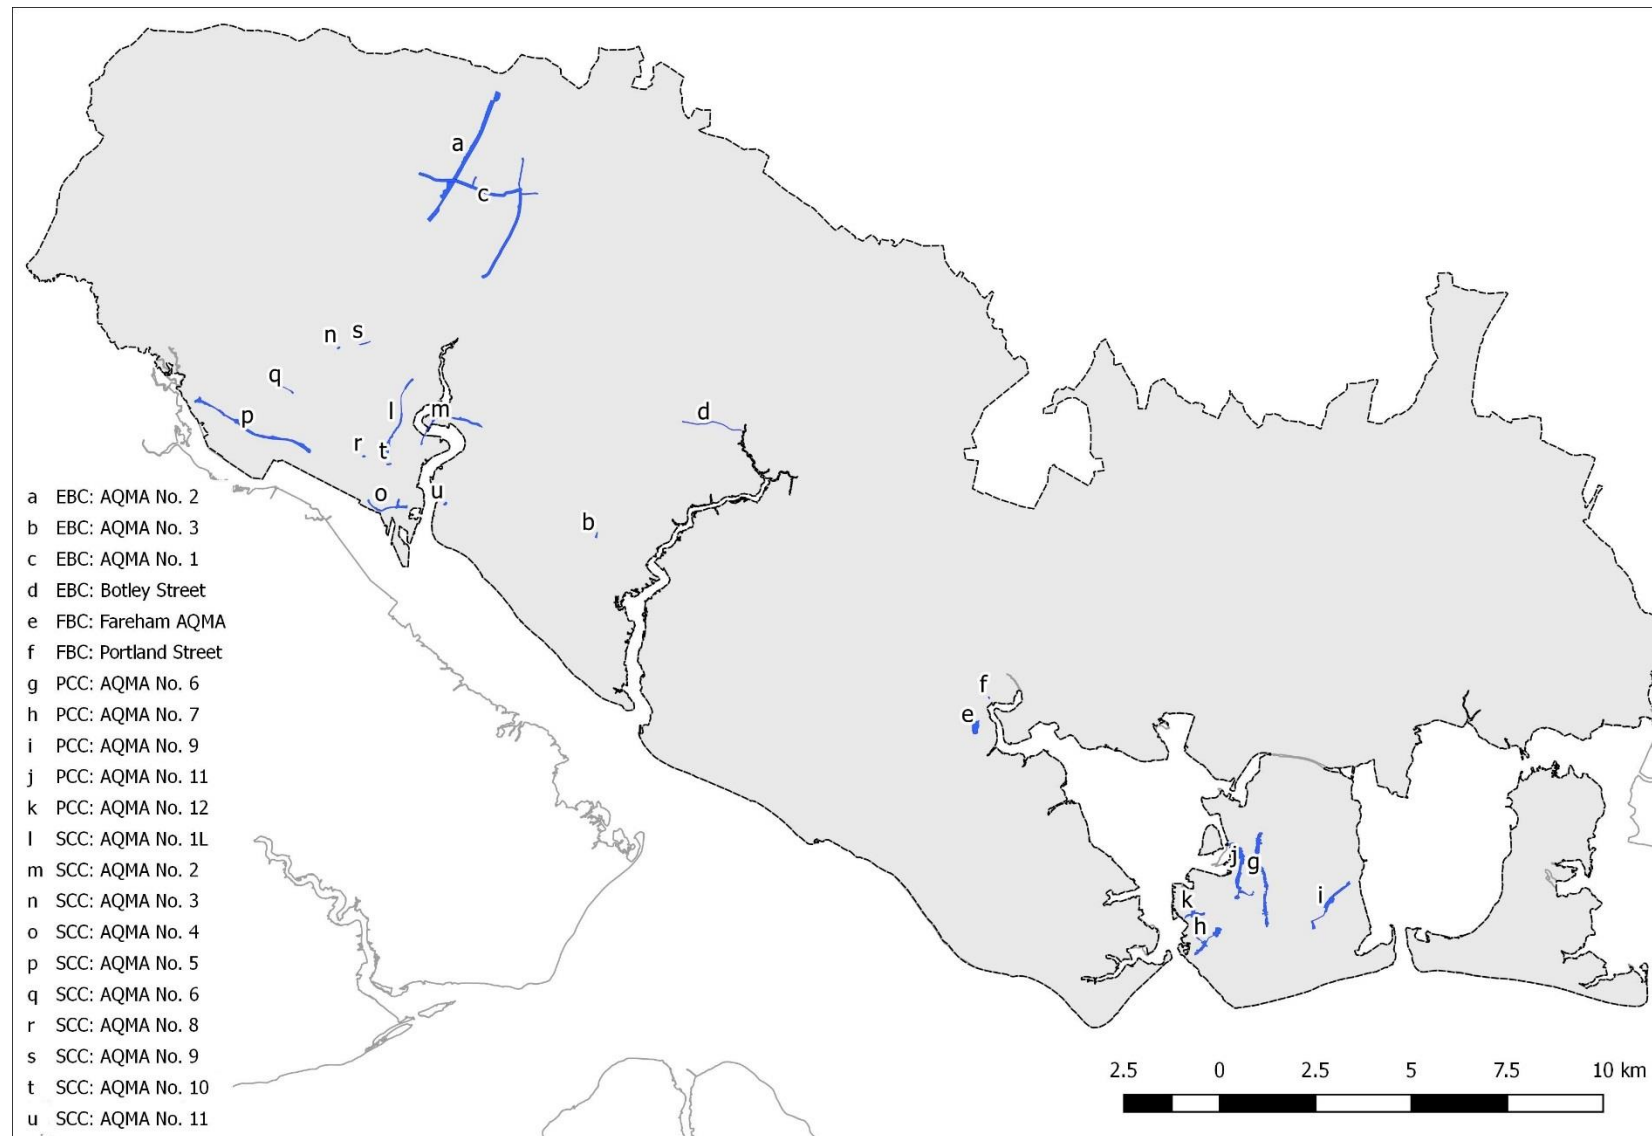 a
c
n s
q
p
l m
r t
o u
d
b
f
e
j g
k i
h
a EBC: AQMA No. 2
b EBC: AQMA No. 3
c EBC: AQMA No. 1
d EBC: Botley Street
e FBC: Fareham AQMA
f FBC: Portland Street
g PCC: AQMA No. 6
h PCC: AQMA No. 7
i PCC: AQMA No. 9
j PCC: AQMA No. 11
k PCC: AQMA No. 12
l SCC: AQMA No. 1L
m SCC: AQMA No. 2
n SCC: AQMA No. 3
o SCC: AQMA No. 4
p SCC: AQMA No. 5
q SCC: AQMA No. 6
r SCC: AQMA No. 8
s SCC: AQMA No. 9
t SCC: AQMA No. 10
u SCC: AQMA No. 11
2.5 0 2.5 5 7.5 10 km